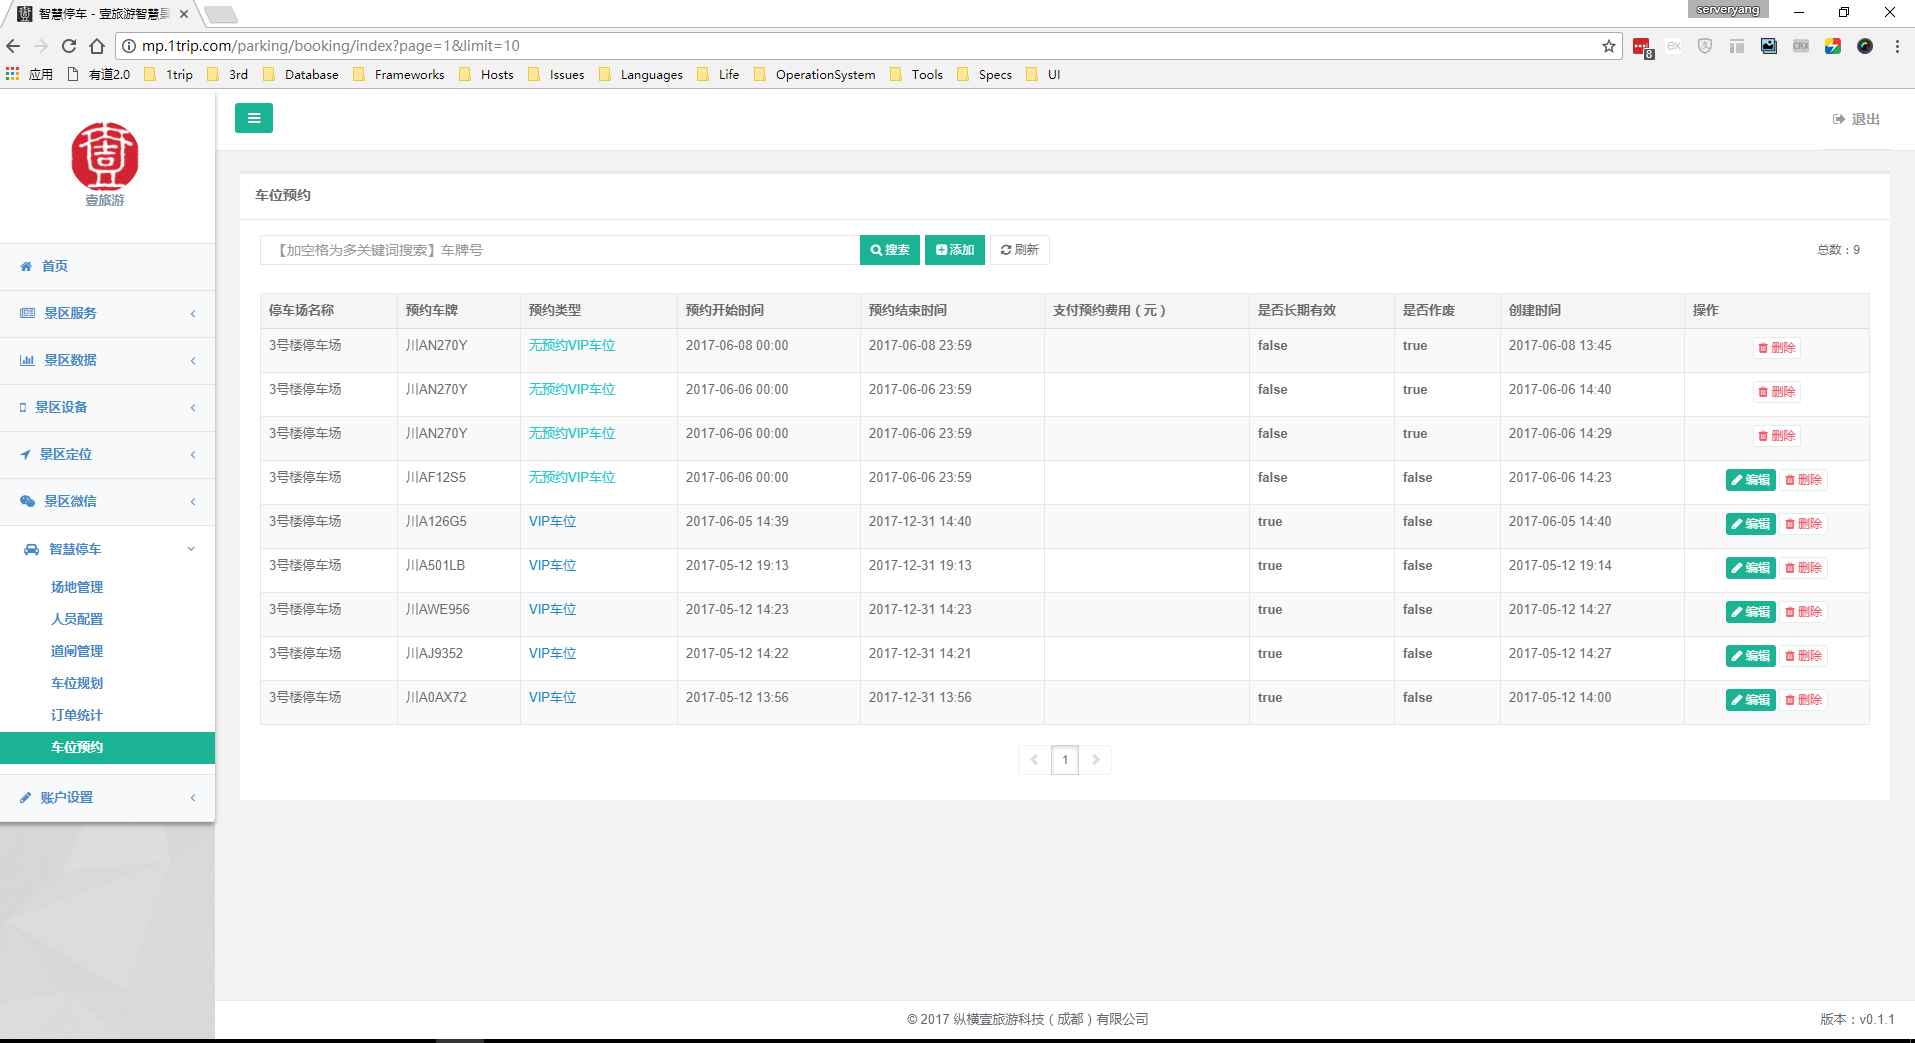 智慧停车 - 壹旅游智慧景
serveryang
mp.1trip.com/parking/booking/index?page=1&limit=10
8
CRX
应用 有道2.0 1trip 3rd Database Frameworks Hosts Issues Languages Life OperationSystem Tools Specs UI
壹旅游
退出
首页
景区服务
景区数据
景区设备
景区定位
景区微信
智慧停车
场地管理
人员配置
道闸管理
车位规划
订单统计
车位预约
账户设置
车位预约
【加空格为多关键词搜索】车牌号 搜索 添加 刷新 总数：9
停车场名称 预约车牌 预约类型 预约开始时间 预约结束时间 支付预约费用（元） 是否长期有效 是否作废 创建时间 操作
3号楼停车场 川AN270Y 无预约VIP车位 2017-06-08 00:00 2017-06-08 23:59 false true 2017-06-08 13:45 删除
3号楼停车场 川AN270Y 无预约VIP车位 2017-06-06 00:00 2017-06-06 23:59 false true 2017-06-06 14:40 删除
3号楼停车场 川AN270Y 无预约VIP车位 2017-06-06 00:00 2017-06-06 23:59 false true 2017-06-06 14:29 删除
3号楼停车场 川AF12S5 无预约VIP车位 2017-06-06 00:00 2017-06-06 23:59 false false 2017-06-06 14:23 编辑 删除
3号楼停车场 川A126G5 VIP车位 2017-06-05 14:39 2017-12-31 14:40 true false 2017-06-05 14:40 编辑 删除
3号楼停车场 川A501LB VIP车位 2017-05-12 19:13 2017-12-31 19:13 true false 2017-05-12 19:14 编辑 删除
3号楼停车场 川AWE956 VIP车位 2017-05-12 14:23 2017-12-31 14:23 true false 2017-05-12 14:27 编辑 删除
3号楼停车场 川AJ9352 VIP车位 2017-05-12 14:22 2017-12-31 14:21 true false 2017-05-12 14:27 编辑 删除
3号楼停车场 川A0AX72 VIP车位 2017-05-12 13:56 2017-12-31 13:56 true false 2017-05-12 14:00 编辑 删除
1
© 2017 纵横壹旅游科技（成都）有限公司
版本：v0.1.1